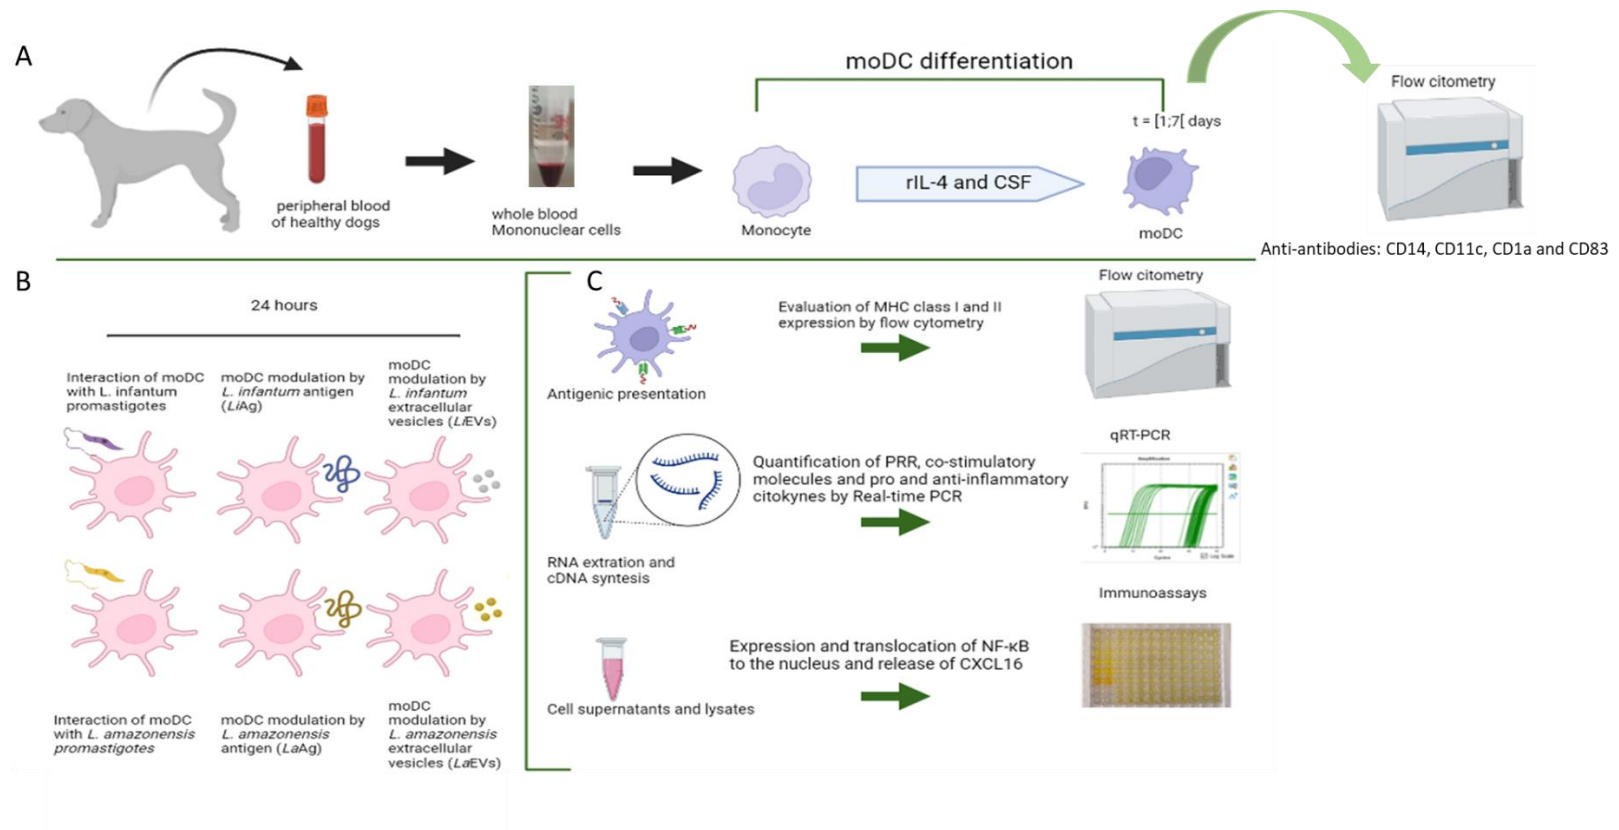 A
moDC differentiation
Flow citometry
t = [1;7[ days
rIL-4 and CSF
peripheral blood
of healthy dogs
whole blood
Mononuclear cells
Monocyte
moDC
Anti-antibodies: CD14, CD11c, CD1a and CD83
B
24 hours
Interaction of moDC
with L. infantum
promastigotes
moDC modulation by
L. infantum antigen
(LiAg)
moDC
modulation by
L. infantum
extracellular
vesicles (LiEVs)
Interaction of moDC
with L. amazonensis
promastigotes
moDC modulation by
L. amazonensis
antigen (LaAg)
moDC
modulation by
L. amazonensis
extracellular
vesicles (LaEVs)
C
Flow citometry
Evaluation of MHC class I and II
expression by flow cytometry
Antigenic presentation
qRT-PCR
Quantification of PRR, co-stimulatory
molecules and pro and anti-inflammatory
citokynes by Real-time PCR
Amplification
Cycles
Log Scale
RNA extration and
cDNA syntesis
Immunoassays
Expression and translocation of NF-κB
to the nucleus and release of CXCL16
Cell supernatants and lysates